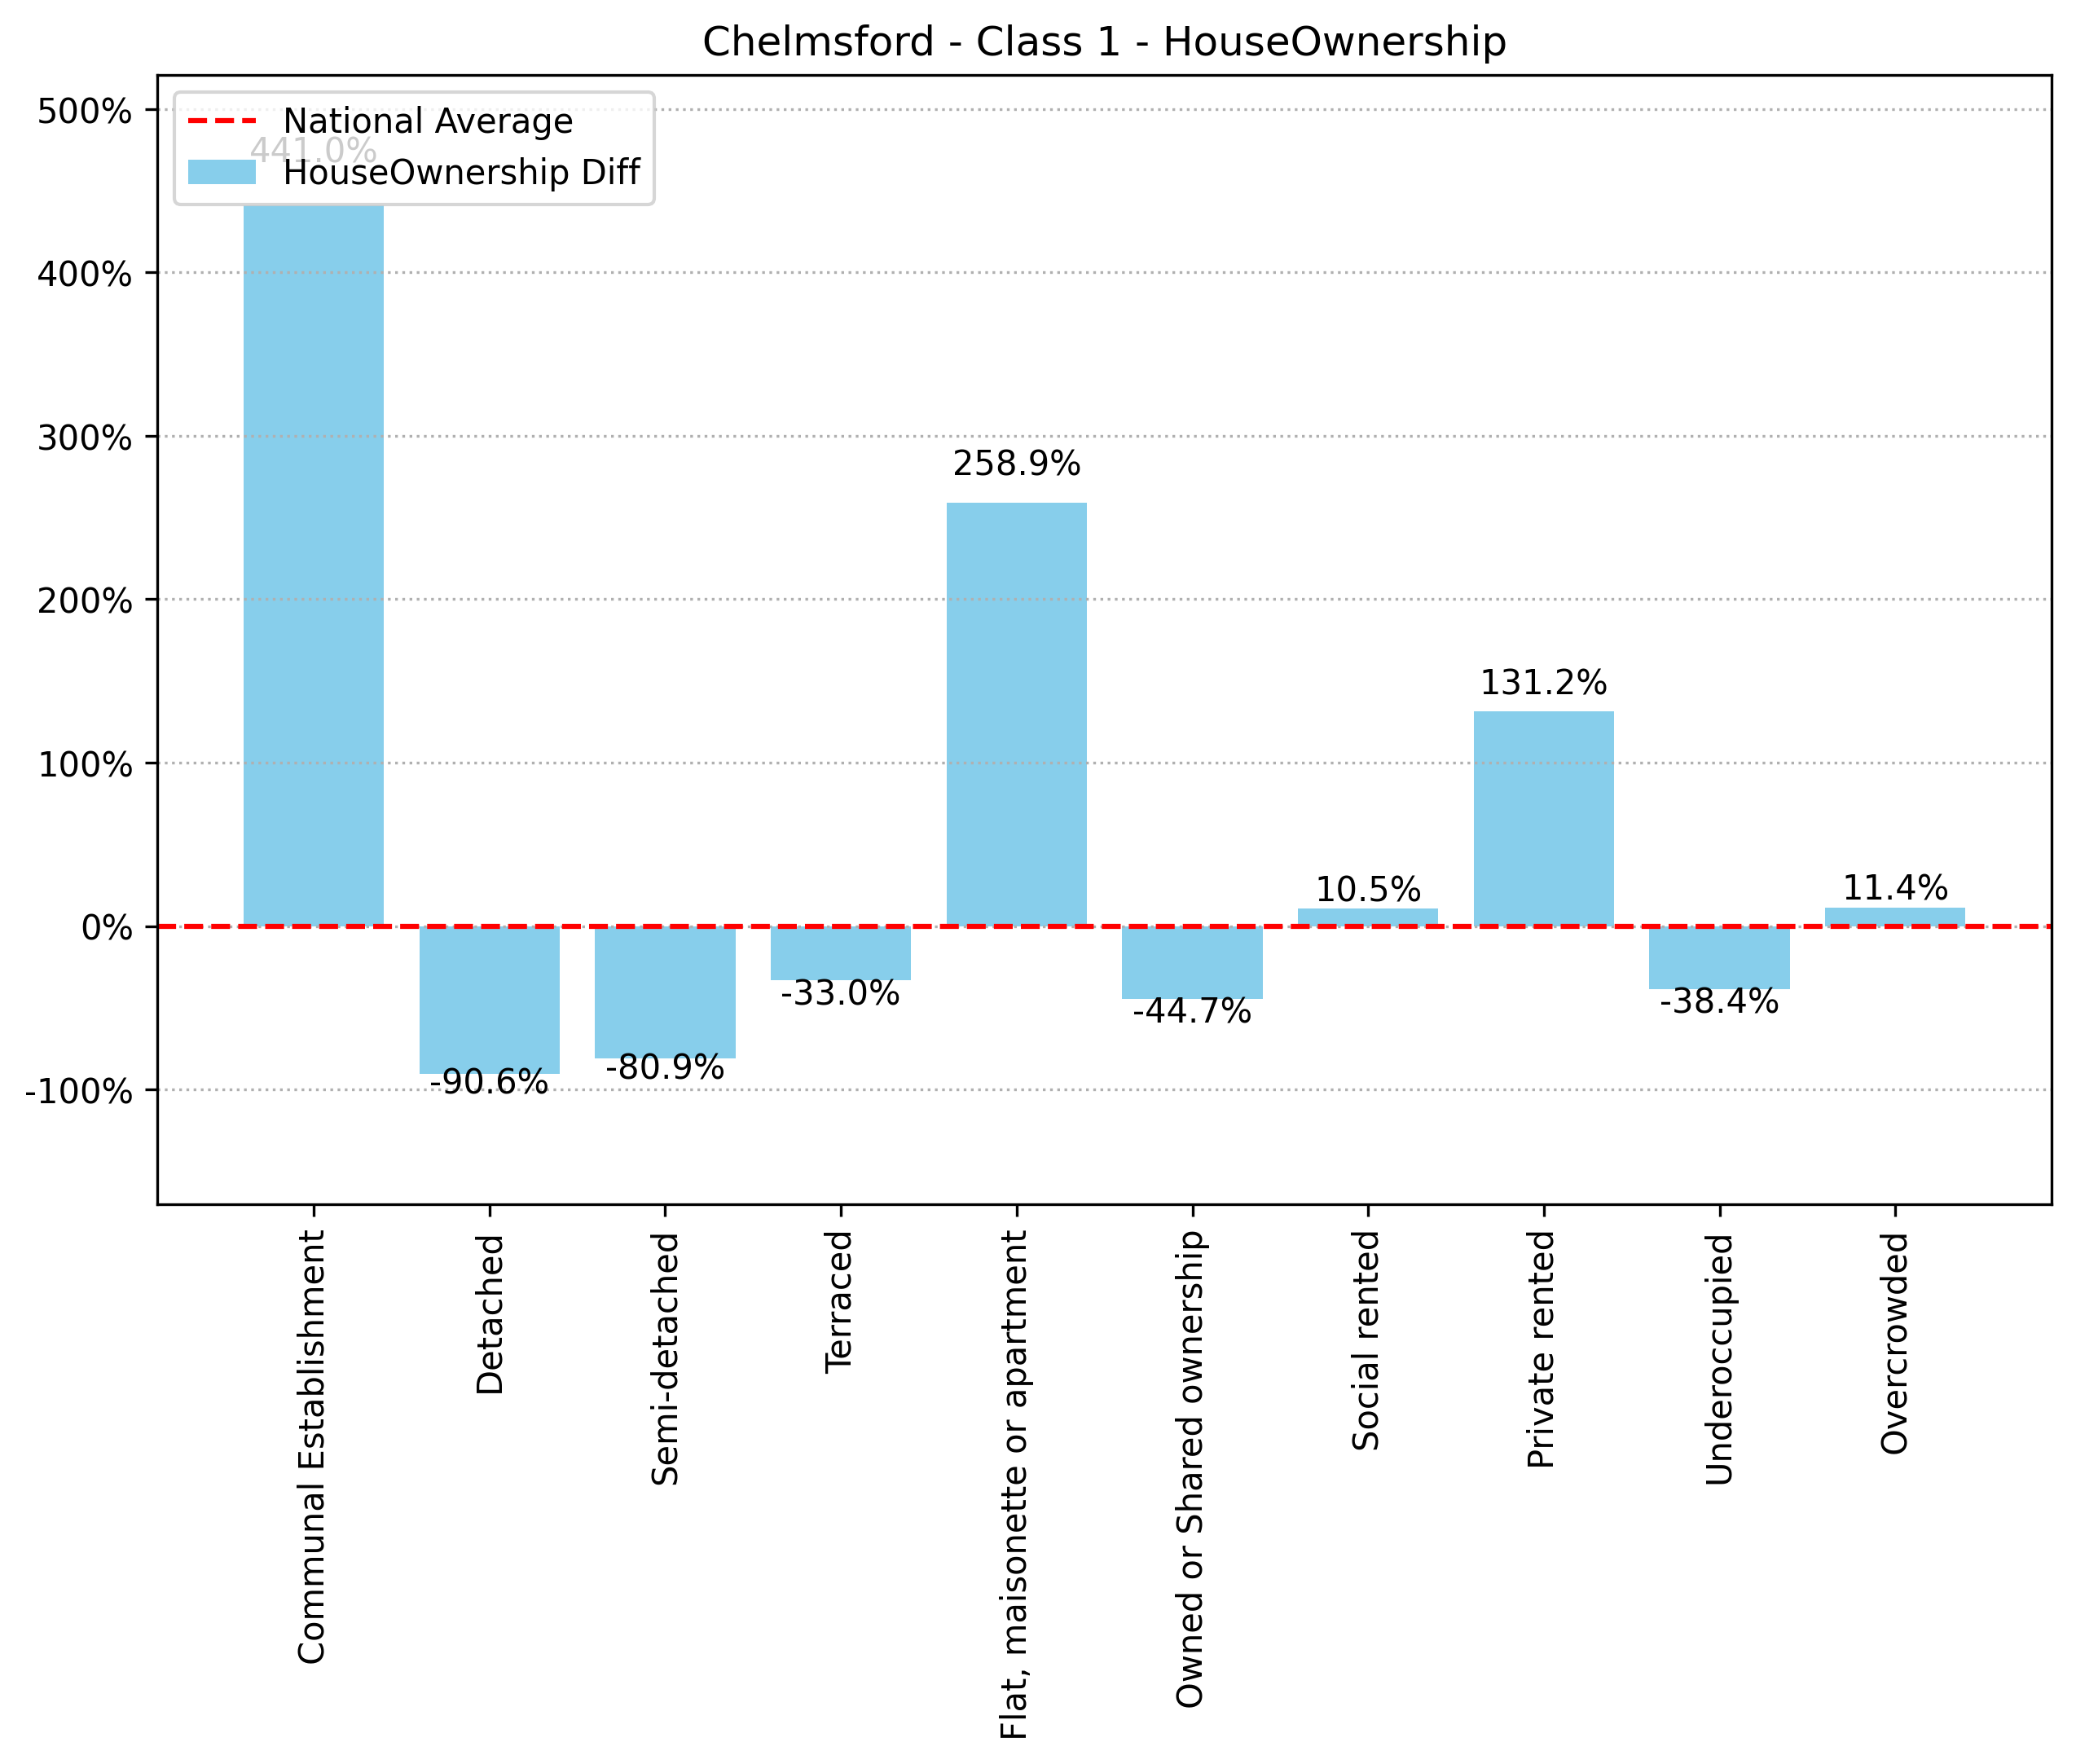 Chelmsford - Class 1 - HouseOwnership
500%
400%
300%
200%
100%
0%
-100%
National Average
HouseOwnership Diff
441.0%
-90.6%
-80.9%
-33.0%
258.9%
-44.7%
10.5%
131.2%
-38.4%
11.4%
Communal Establishment
Detached
Semi-detached
Terraced
Flat, maisonette or apartment
Owned or Shared ownership
Social rented
Private rented
Underoccupied
Overcrowded